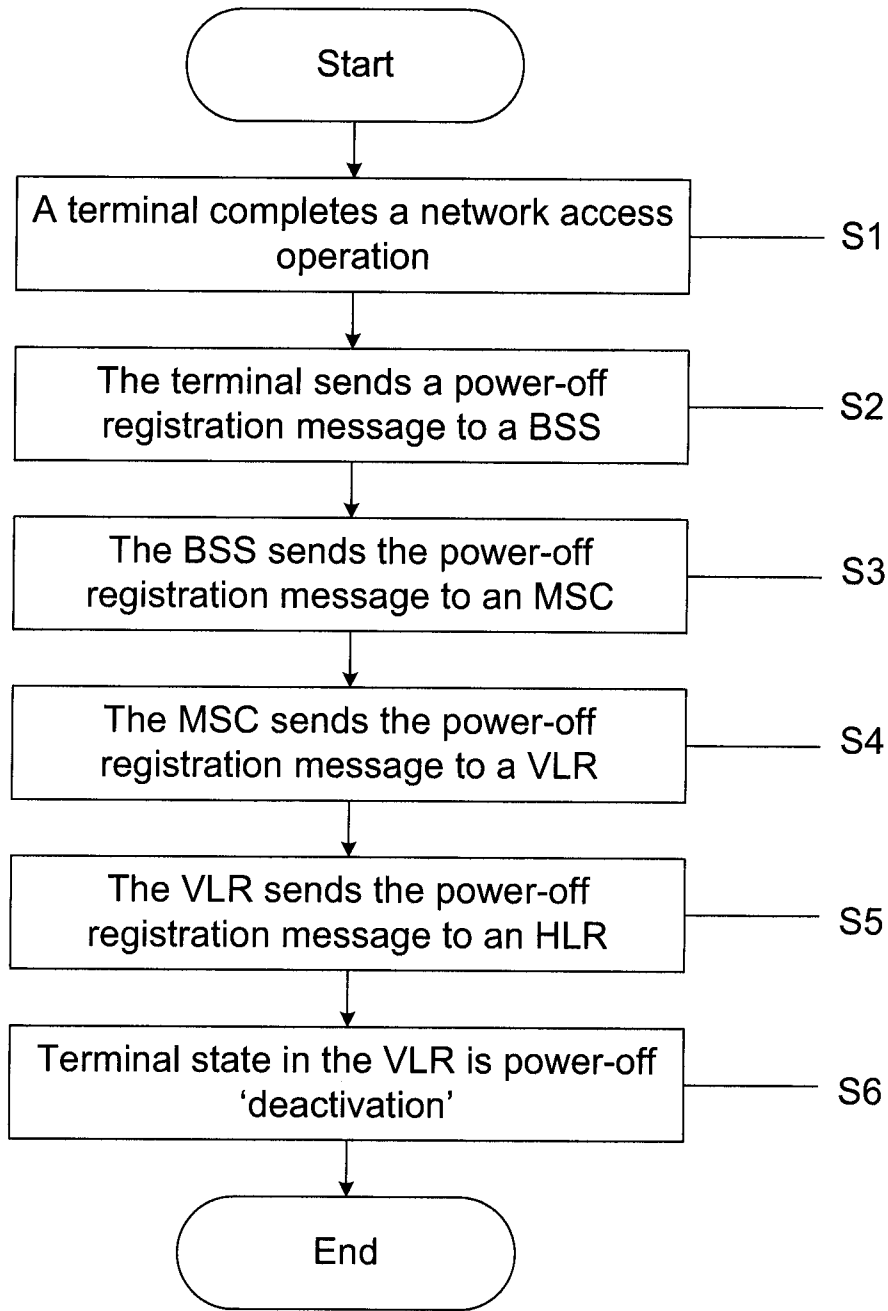 Start
A terminal completes a network access
operation
S1
The terminal sends a power-off
registration message to a BSS
S2
The BSS sends the power-off
registration message to an MSC
S3
The MSC sends the power-off
registration message to a VLR
S4
The VLR sends the power-off
registration message to an HLR
S5
Terminal state in the VLR is power-off
‘deactivation’
S6
End